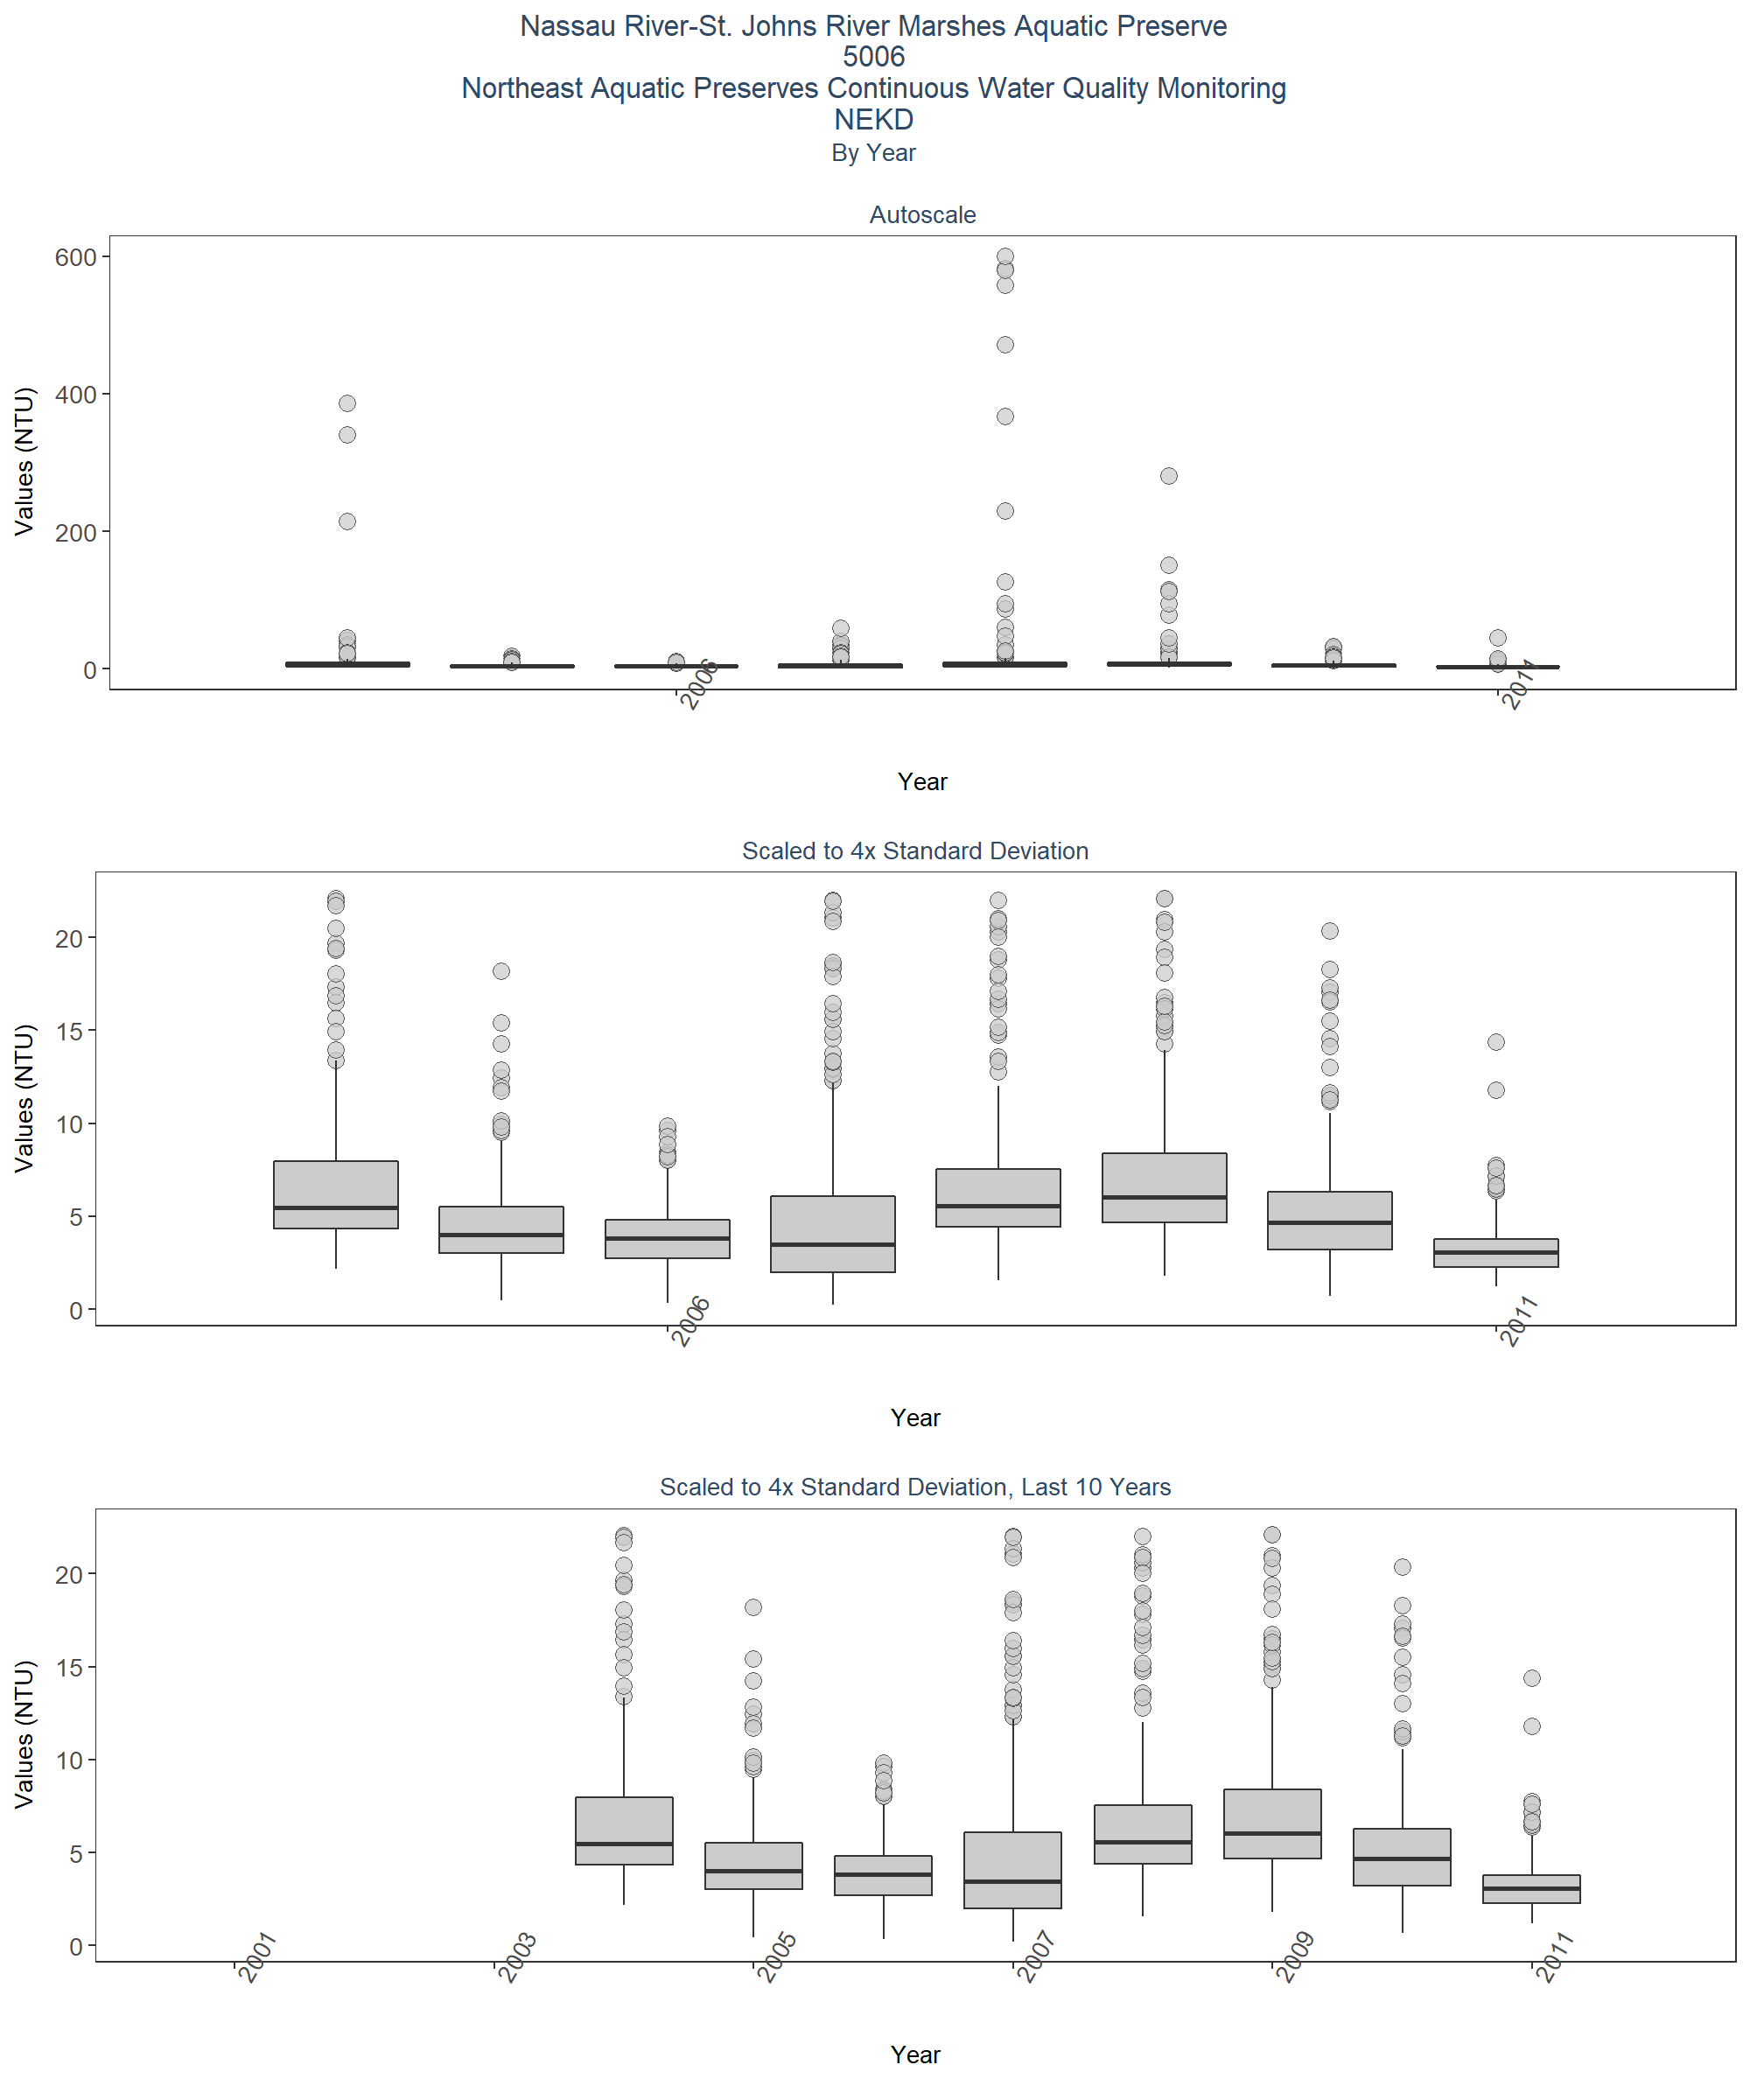 Nassau River-St. Johns River Marshes Aquatic Preserve
5006
Northeast Aquatic Preserves Continuous Water Quality Monitoring
NEKD
By Year
Autoscale
Values (NTU)
600
400
200
0
2006
2011
Year
Scaled to 4x Standard Deviation
Values (NTU)
20
15
10
5
0
2006
2011
Year
Scaled to 4x Standard Deviation, Last 10 Years
Values (NTU)
20
15
10
5
0
2001
2003
2005
2007
2009
2011
Year